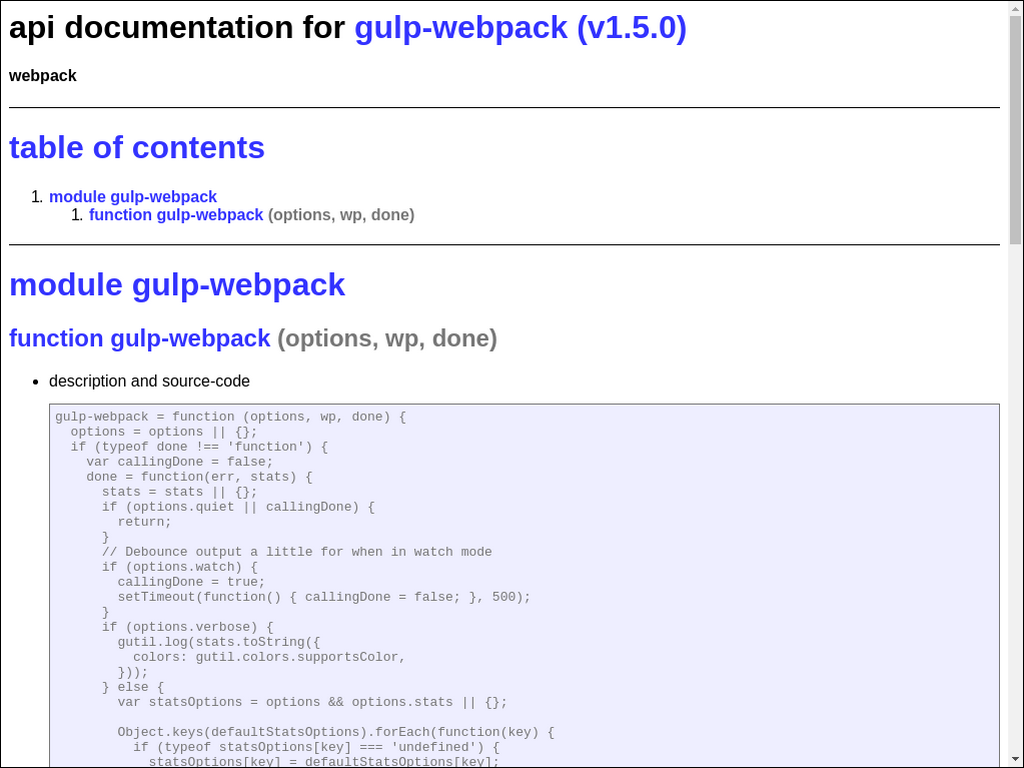 api documentation for gulp-webpack (v1.5.0)
webpack
table of contents
1. module gulp-webpack
1. function gulp-webpack (options, wp, done)
module gulp-webpack
function gulp-webpack (options, wp, done)
• description and source-code
gulp-webpack = function (options, wp, done) {
  options = options || {};
  if (typeof done !== 'function') {
    var callingDone = false;
    done = function(err, stats) {
      stats = stats || {};
      if (options.quiet || callingDone) {
        return;
      }
      // Debounce output a little for when in watch mode
      if (options.watch) {
        callingDone = true;
        setTimeout(function() { callingDone = false; }, 500);
      }
      if (options.verbose) {
        gutil.log(stats.toString({
          colors: gutil.colors.supportsColor,
        }));
      } else {
        var statsOptions = options && options.stats || {};

        Object.keys(defaultStatsOptions).forEach(function(key) {
          if (typeof statsOptions[key] === 'undefined') {
            statsOptions[key] = defaultStatsOptions[key];